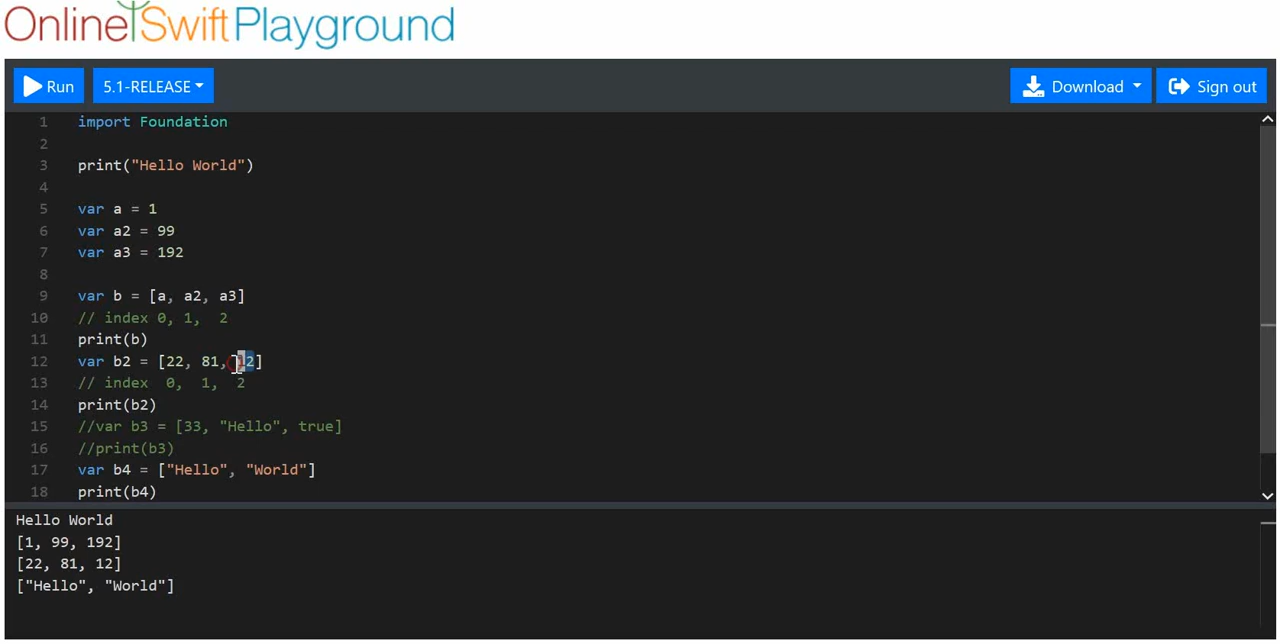 OnlineSwiftPlayground
Run 5.1-RELEASE Download Sign out
1 import Foundation
2
3 print("Hello World")
4
5 var a = 1
6 var a2 = 99
7 var a3 = 192
8
9 var b = [a, a2, a3]
10 // index 0, 1, 2
11 print(b)
12 var b2 = [22, 81, 12]
13 // index 0, 1, 2
14 print(b2)
15 //var b3 = [33, "Hello", true]
16 //print(b3)
17 var b4 = ["Hello", "World"]
18 print(b4)
Hello World
[1, 99, 192]
[22, 81, 12]
["Hello", "World"]